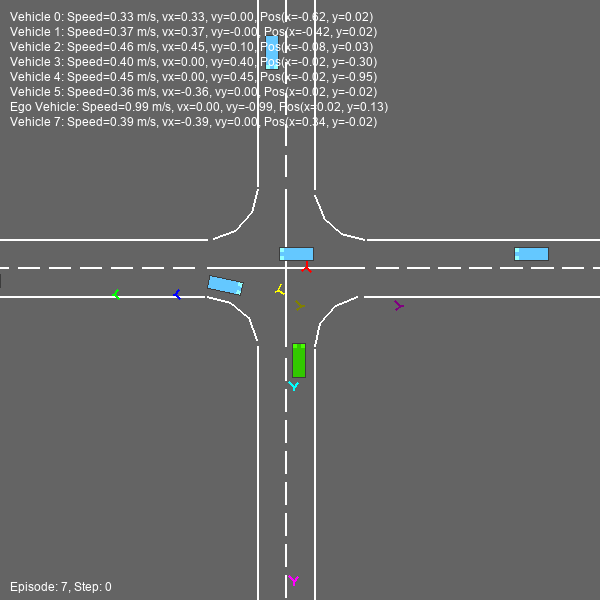 Vehicle 0: Speed=0.33 m/s, vx=0.33, vy=0.00, Pos(x=-0.62, y=0.02)
Vehicle 1: Speed=0.37 m/s, vx=0.37, vy=-0.00, Pos(x=-0.42, y=0.02)
Vehicle 2: Speed=0.46 m/s, vx=0.45, vy=0.10, Pos(x=-0.08, y=0.03)
Vehicle 3: Speed=0.40 m/s, vx=0.00, vy=0.40, Pos(x=-0.02, y=-0.30)
Vehicle 4: Speed=0.45 m/s, vx=0.00, vy=0.45, Pos(x=-0.02, y=-0.95)
Vehicle 5: Speed=0.36 m/s, vx=-0.36, vy=0.00, Pos(x=0.02, y=-0.02)
Ego Vehicle: Speed=0.99 m/s, vx=0.00, vy=-0.99, Pos(x=0.02, y=0.13)
Vehicle 7: Speed=0.39 m/s, vx=-0.39, vy=0.00, Pos(x=0.34, y=-0.02)
Episode: 7, Step: 0